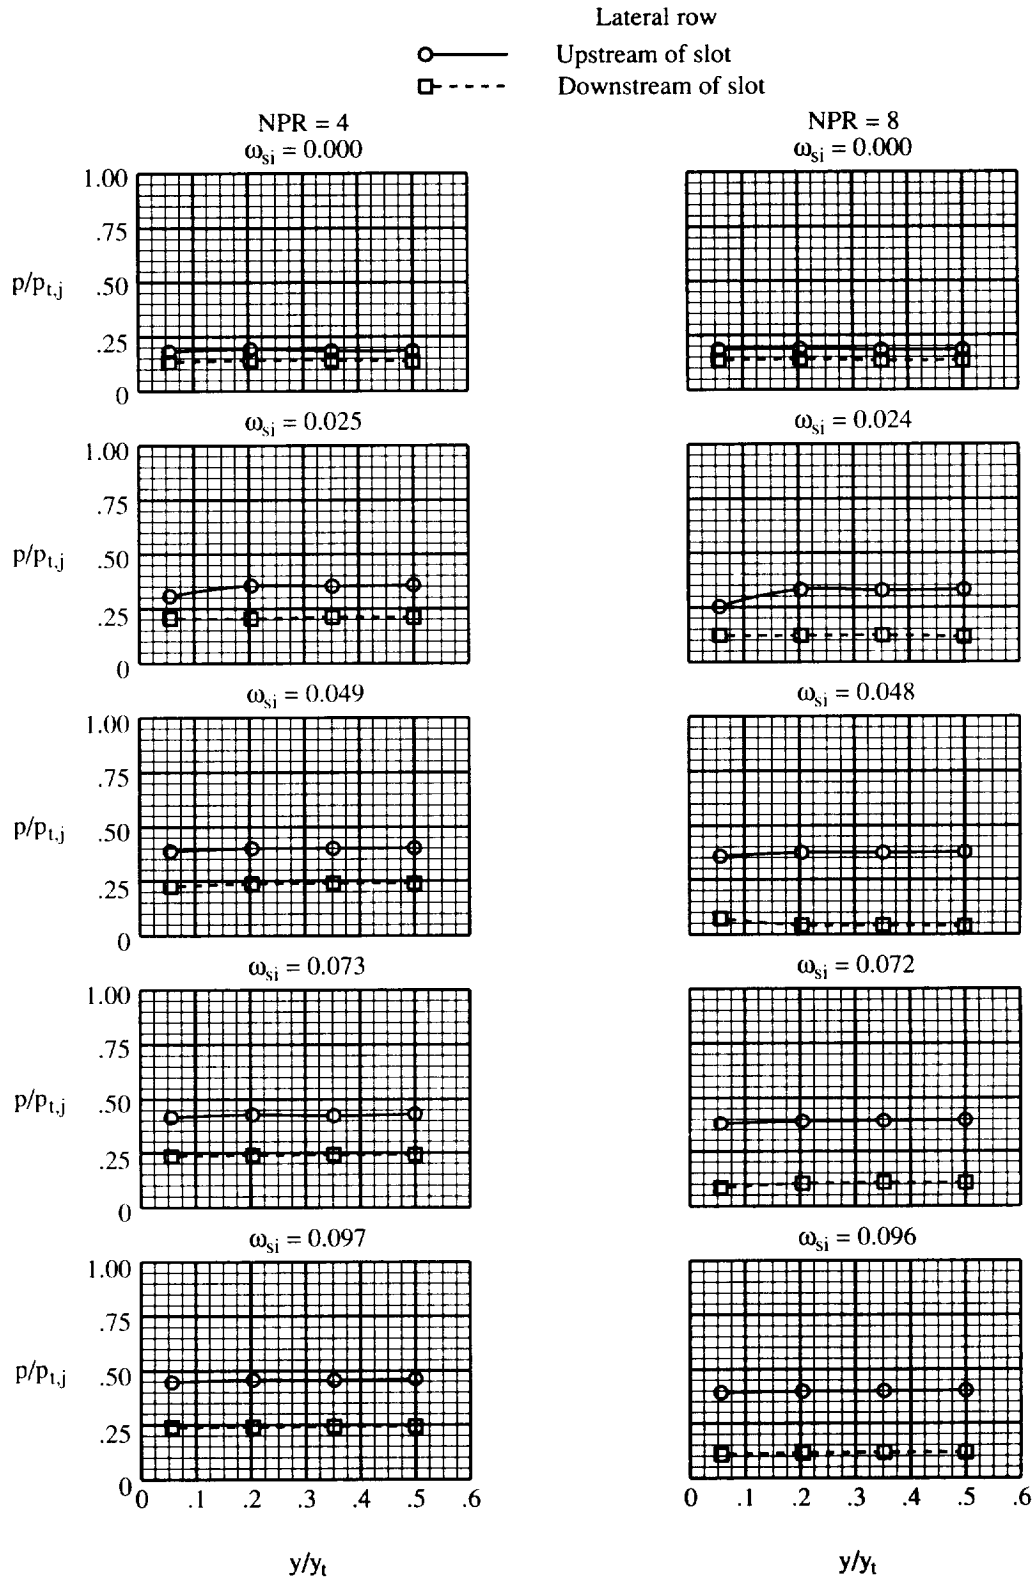 Lateral row
Upstream of slot
Downstream of slot
NPR = 4
ω_si = 0.000
NPR = 8
ω_si = 0.000
1.00
.75
p/p_t,j .50
.25
0
ω_si = 0.025
ω_si = 0.024
1.00
.75
p/p_t,j .50
.25
0
ω_si = 0.049
ω_si = 0.048
1.00
.75
p/p_t,j .50
.25
0
ω_si = 0.073
ω_si = 0.072
1.00
.75
p/p_t,j .50
.25
0
ω_si = 0.097
ω_si = 0.096
1.00
.75
p/p_t,j .50
.25
0
0 .1 .2 .3 .4 .5 .6
0 .1 .2 .3 .4 .5 .6
y/y_t
y/y_t